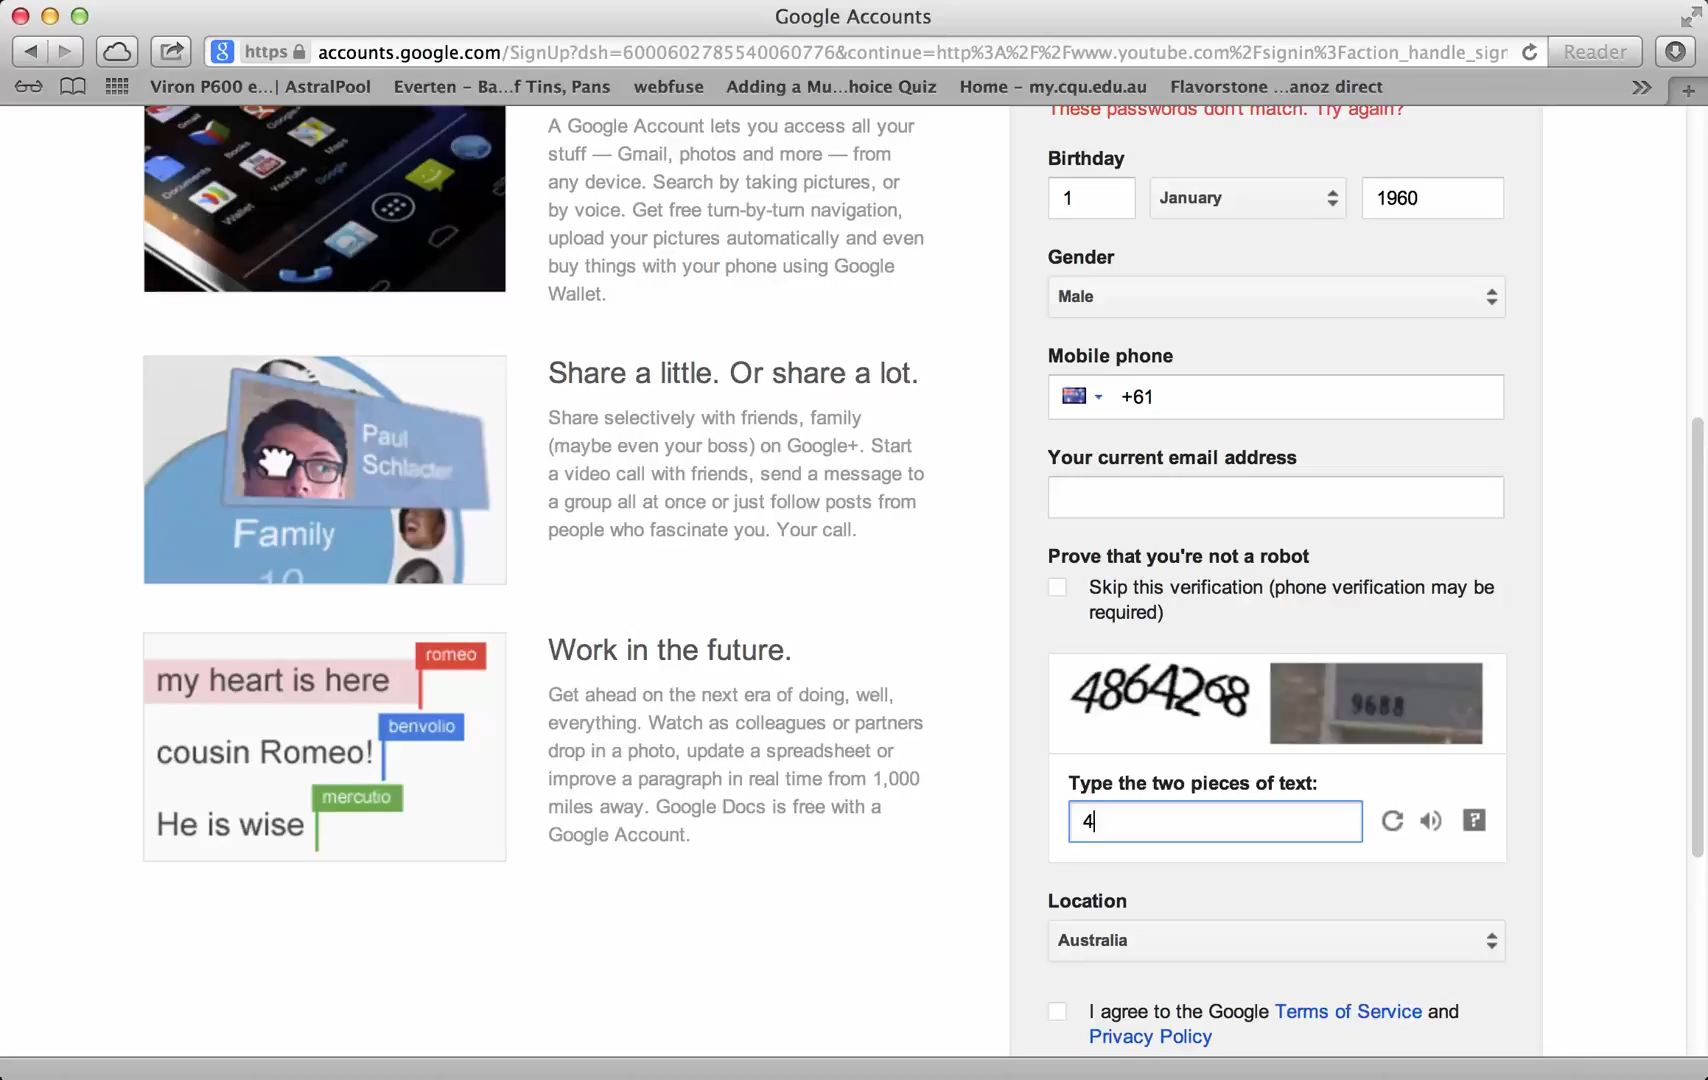 Google Accounts
https accounts.google.com/SignUp?dsh=6000602785540060776&continue=http%3A%2F%2Fwww.youtube.com%2Fsignin%3Faction_handle_sign
Reader
Viron P600 e...| AstralPool
Everten – Ba...f Tins, Pans
webfuse
Adding a Mu...hoice Quiz
Home – my.cqu.edu.au
Flavorstone ...anoz direct
Gmail
Books
Maps
Documents
YouTube
Google
Wallet
A Google Account lets you access all your
stuff — Gmail, photos and more — from
any device. Search by taking pictures, or
by voice. Get free turn-by-turn navigation,
upload your pictures automatically and even
buy things with your phone using Google
Wallet.
Paul
Schlacter
Family
10
Share a little. Or share a lot.
Share selectively with friends, family
(maybe even your boss) on Google+. Start
a video call with friends, send a message to
a group all at once or just follow posts from
people who fascinate you. Your call.
my heart is here
romeo
benvolio
cousin Romeo!
mercutio
He is wise
Work in the future.
Get ahead on the next era of doing, well,
everything. Watch as colleagues or partners
drop in a photo, update a spreadsheet or
improve a paragraph in real time from 1,000
miles away. Google Docs is free with a
Google Account.
These passwords don't match. Try again?
Birthday
1 January 1960
Gender
Male
Mobile phone
+61
Your current email address
Prove that you're not a robot
Skip this verification (phone verification may be
required)
4864268 9688
Type the two pieces of text:
4
Location
Australia
I agree to the Google Terms of Service and
Privacy Policy